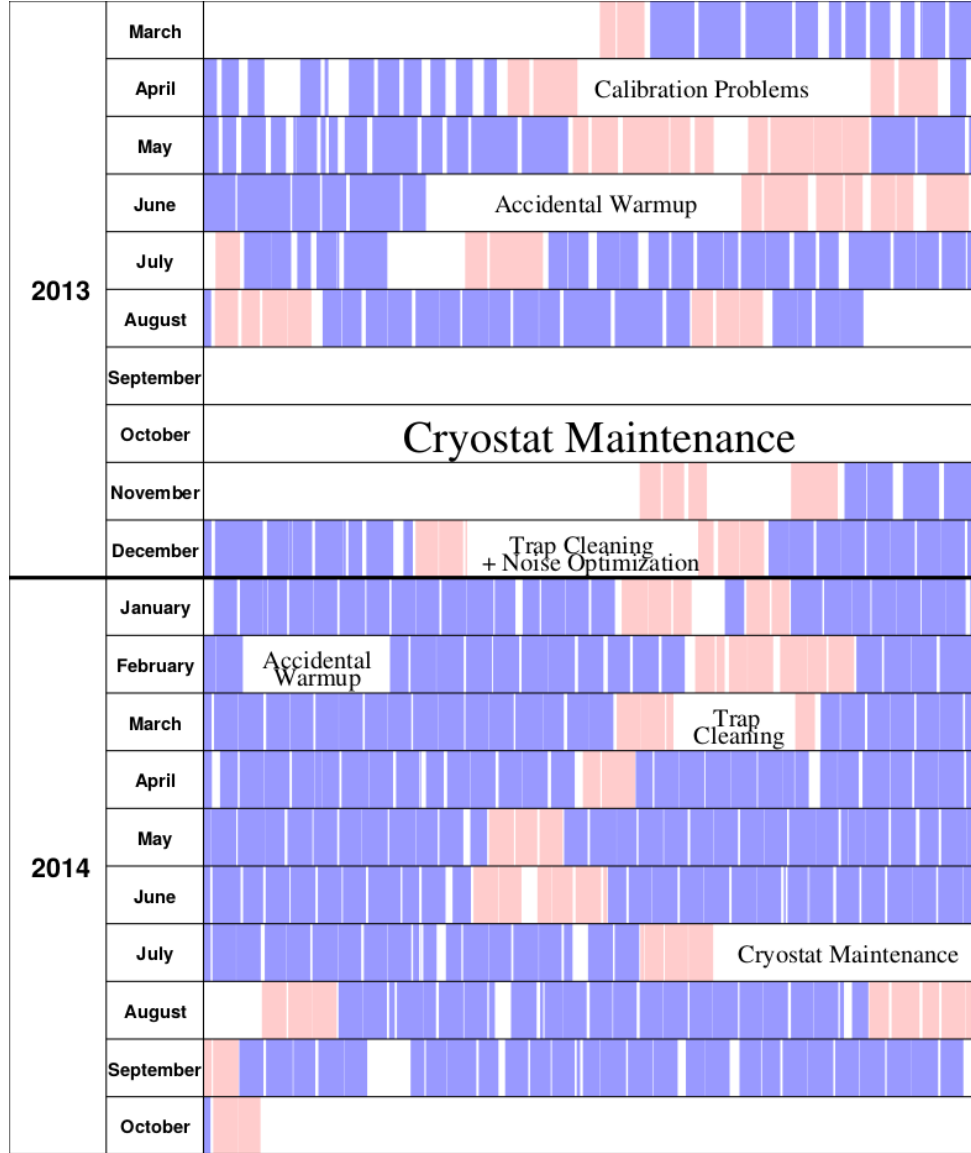 2013
March
April
Calibration Problems
May
June
Accidental Warmup
July
August
September
October
Cryostat Maintenance
November
December
Trap Cleaning
+ Noise Optimization
2014
January
February
Accidental
Warmup
March
Trap
Cleaning
April
May
June
July
Cryostat Maintenance
August
September
October